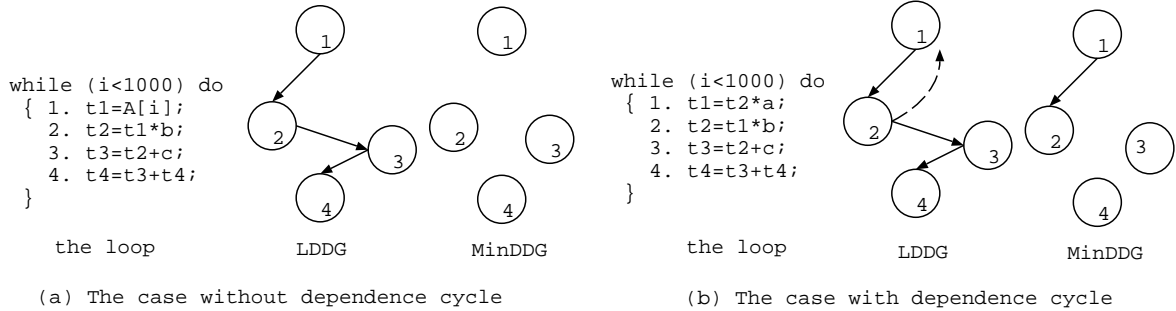 while (i<1000) do
{ 1. t1=A[i];
2. t2=t1*b;
3. t3=t2+c;
4. t4=t3+t4;
}
the loop
1
2
3
4
LDDG
1
2
3
4
MinDDG
(a) The case without dependence cycle
while (i<1000) do
{ 1. t1=t2*a;
2. t2=t1*b;
3. t3=t2+c;
4. t4=t3+t4;
}
the loop
1
2
3
4
LDDG
1
2
3
4
MinDDG
(b) The case with dependence cycle